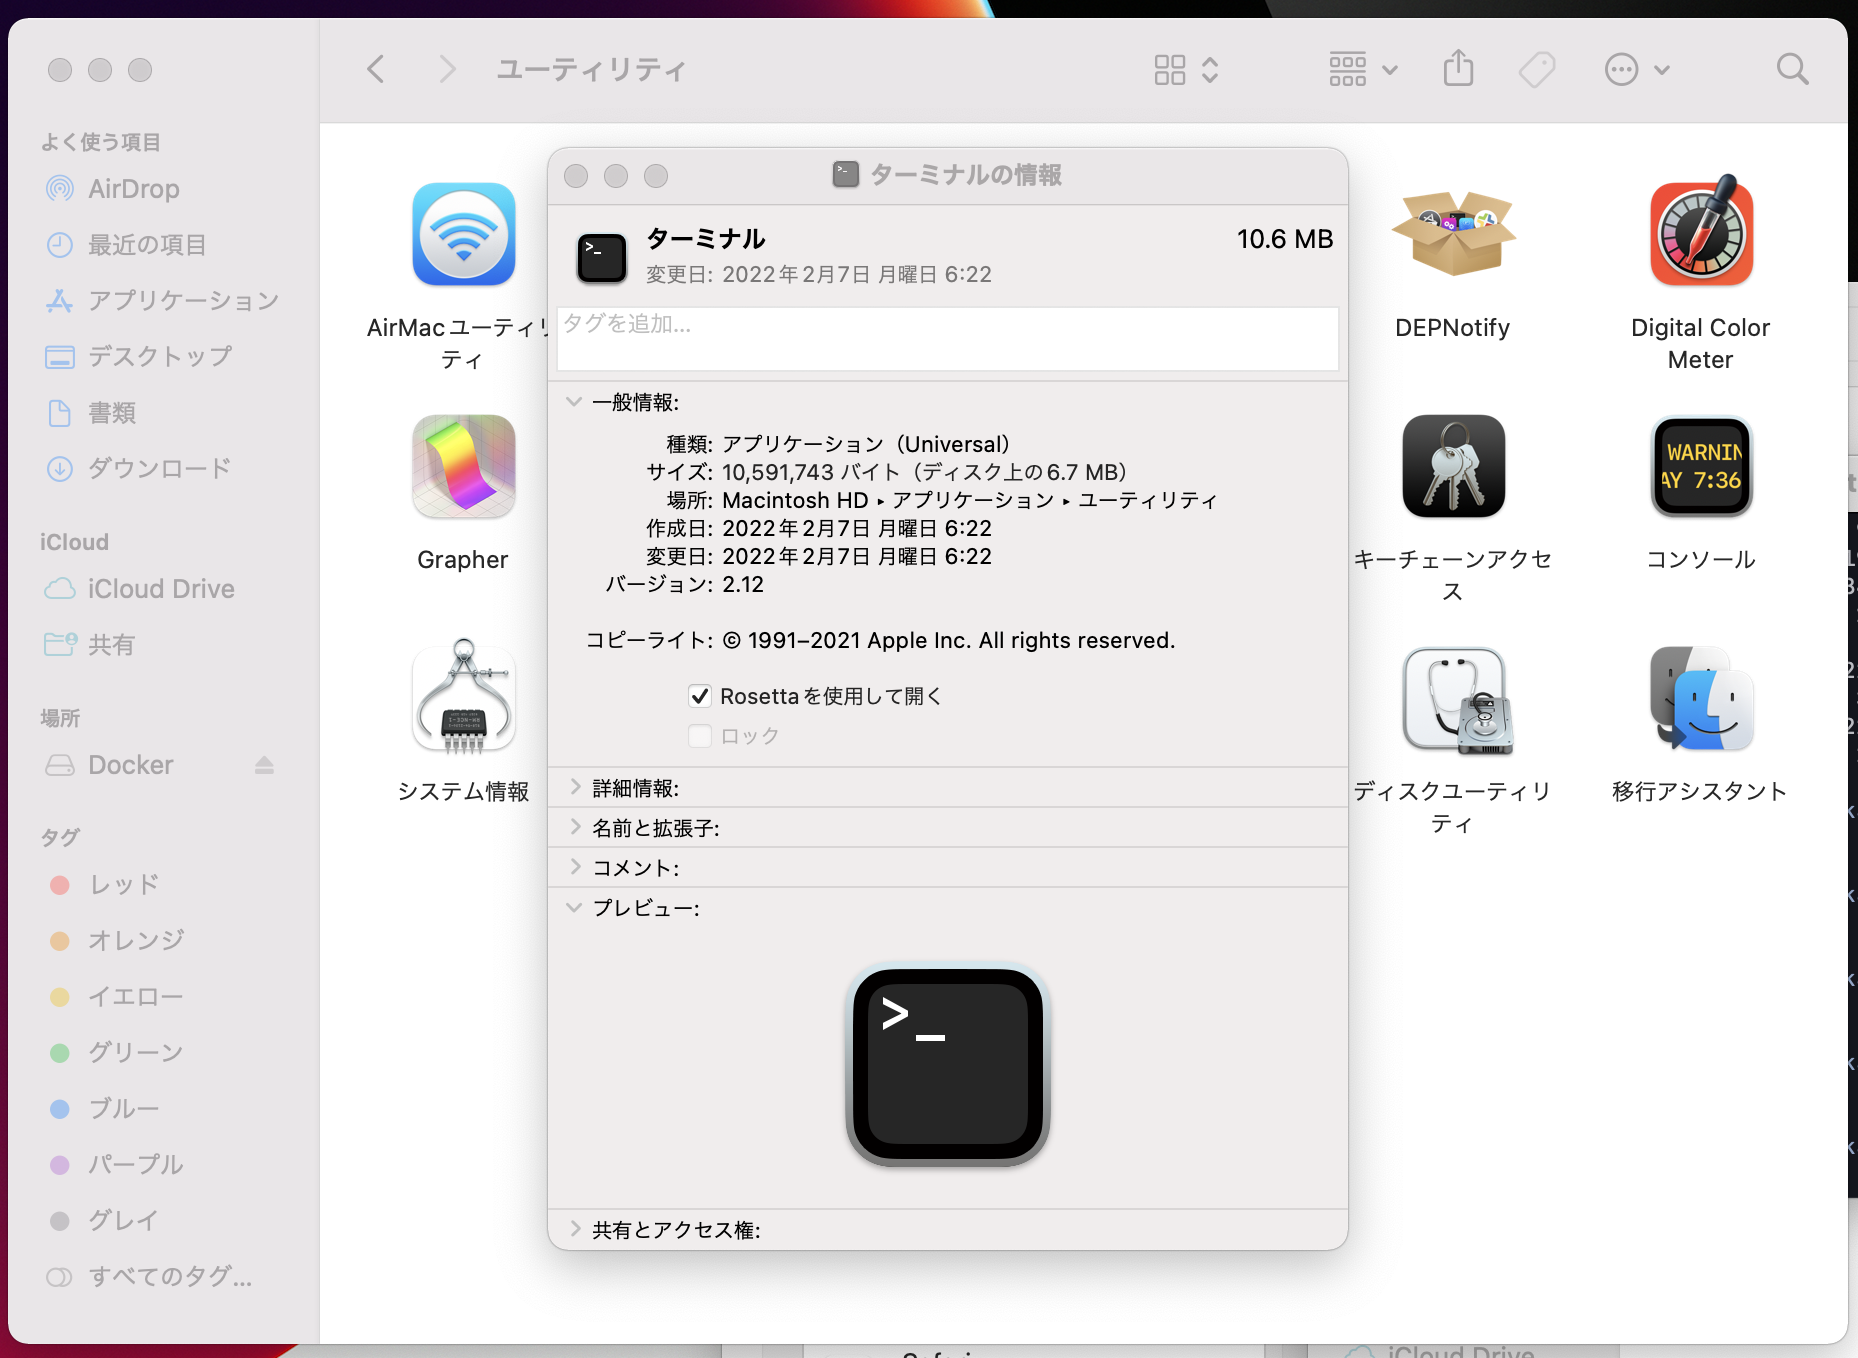 ユーティリティ
よく使う項目
AirDrop
最近の項目
アプリケーション
デスクトップ
書類
ダウンロード
iCloud
iCloud Drive
共有
場所
Docker
タグ
レッド
オレンジ
イエロー
グリーン
ブルー
パープル
グレイ
すべてのタグ...
AirMacユーティリ
ティ
Grapher
システム情報
ターミナルの情報
ターミナル
10.6 MB
変更日: 2022年2月7日 月曜日 6:22
タグを追加...
一般情報:
種類: アプリケーション（Universal）
サイズ: 10,591,743 バイト（ディスク上の6.7 MB）
場所: Macintosh HD ▸ アプリケーション ▸ ユーティリティ
作成日: 2022年2月7日 月曜日 6:22
変更日: 2022年2月7日 月曜日 6:22
バージョン: 2.12
コピーライト: © 1991–2021 Apple Inc. All rights reserved.
Rosettaを使用して開く
ロック
詳細情報:
名前と拡張子:
コメント:
プレビュー:
>_
共有とアクセス権:
DEPNotify
Digital Color
Meter
WARNIN
AY 7:36
キーチェーンアクセ
ス
コンソール
ディスクユーティリ
ティ
移行アシスタント
iCloud Drive